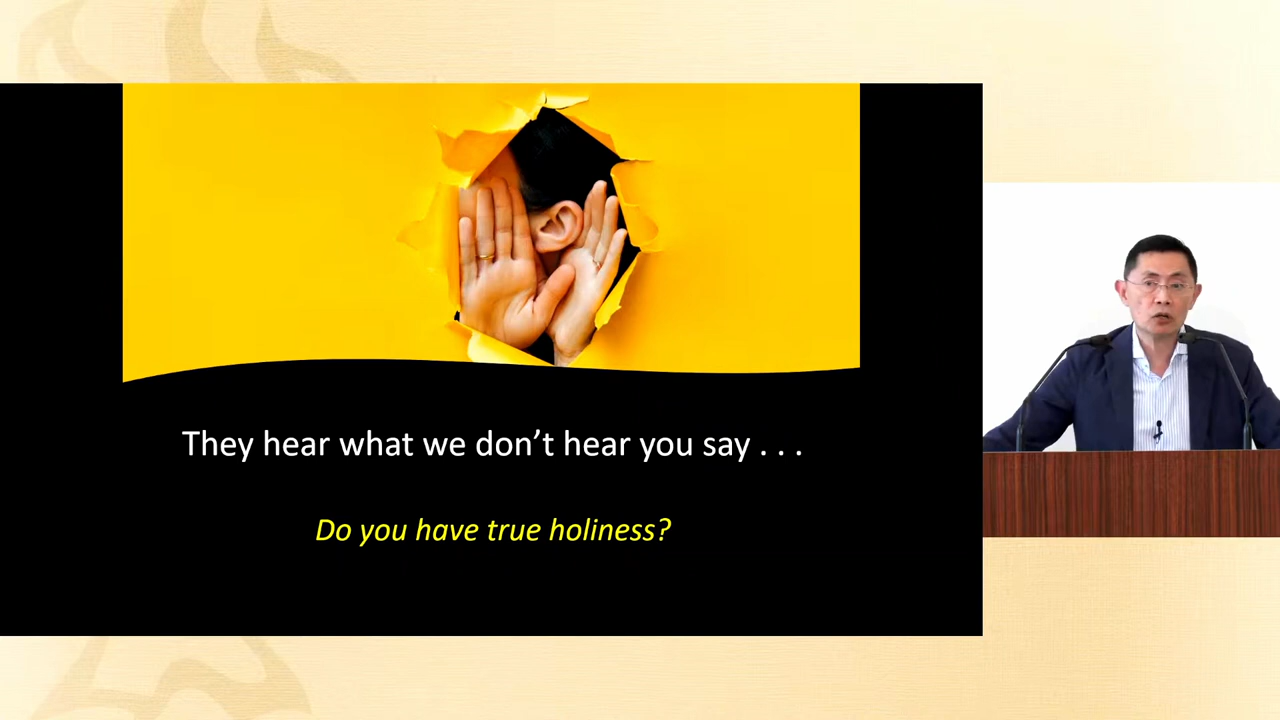 They hear what we don’t hear you say . . .
Do you have true holiness?